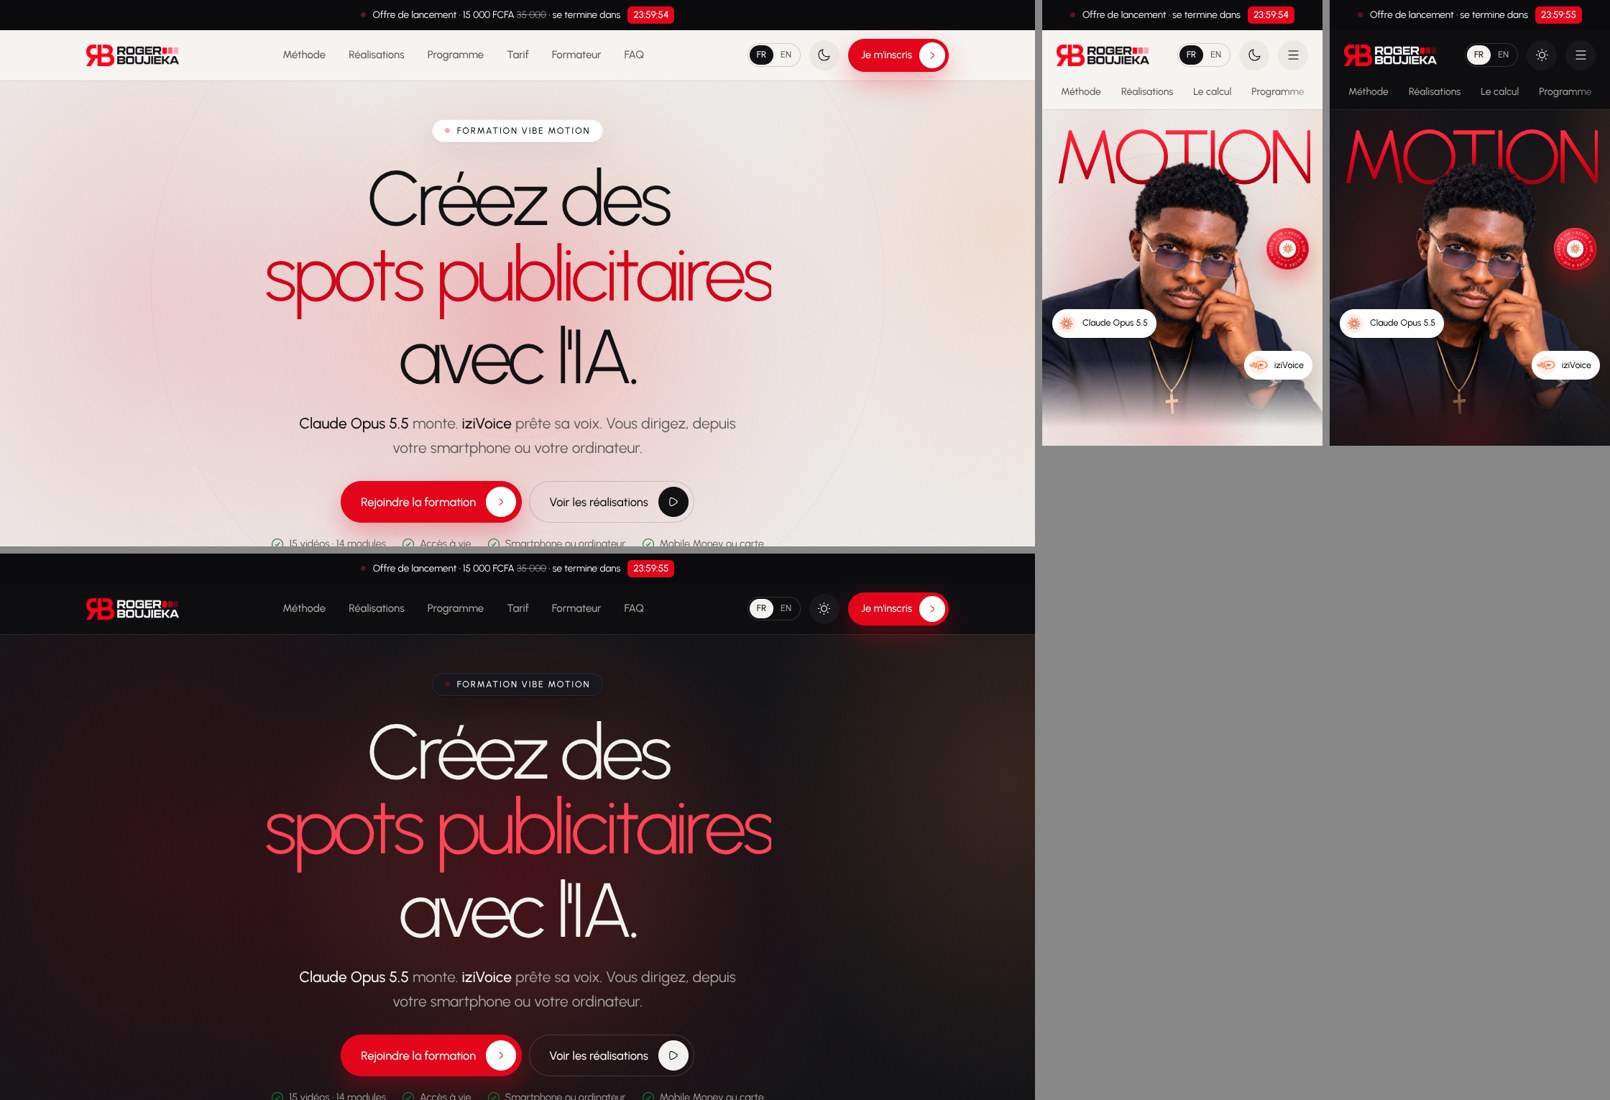 Offre de lancement · 15 000 FCFA 35 000 · se termine dans 23:59:54
ROGER BOUJIEKA
Méthode Réalisations Programme Tarif Formateur FAQ
FR EN
Je m'inscris
FORMATION VIBE MOTION
Créez des
spots publicitaires
avec l'IA.
Claude Opus 5.5 monte. iziVoice prête sa voix. Vous dirigez, depuis
votre smartphone ou votre ordinateur.
Rejoindre la formation
Voir les réalisations
15 vidéos · 14 modules Accès à vie Smartphone ou ordinateur Mobile Money ou carte
Offre de lancement · se termine dans 23:59:54
ROGER BOUJIEKA
FR EN
Méthode Réalisations Le calcul Programme
MOTION
Claude Opus 5.5
iziVoice
Offre de lancement · se termine dans 23:59:55
ROGER BOUJIEKA
FR EN
Méthode Réalisations Le calcul Programme
MOTION
Claude Opus 5.5
iziVoice
Offre de lancement · 15 000 FCFA 35 000 · se termine dans 23:59:55
ROGER BOUJIEKA
Méthode Réalisations Programme Tarif Formateur FAQ
FR EN
Je m'inscris
FORMATION VIBE MOTION
Créez des
spots publicitaires
avec l'IA.
Claude Opus 5.5 monte. iziVoice prête sa voix. Vous dirigez, depuis
votre smartphone ou votre ordinateur.
Rejoindre la formation
Voir les réalisations
15 vidéos · 14 modules Accès à vie Smartphone ou ordinateur Mobile Money ou carte